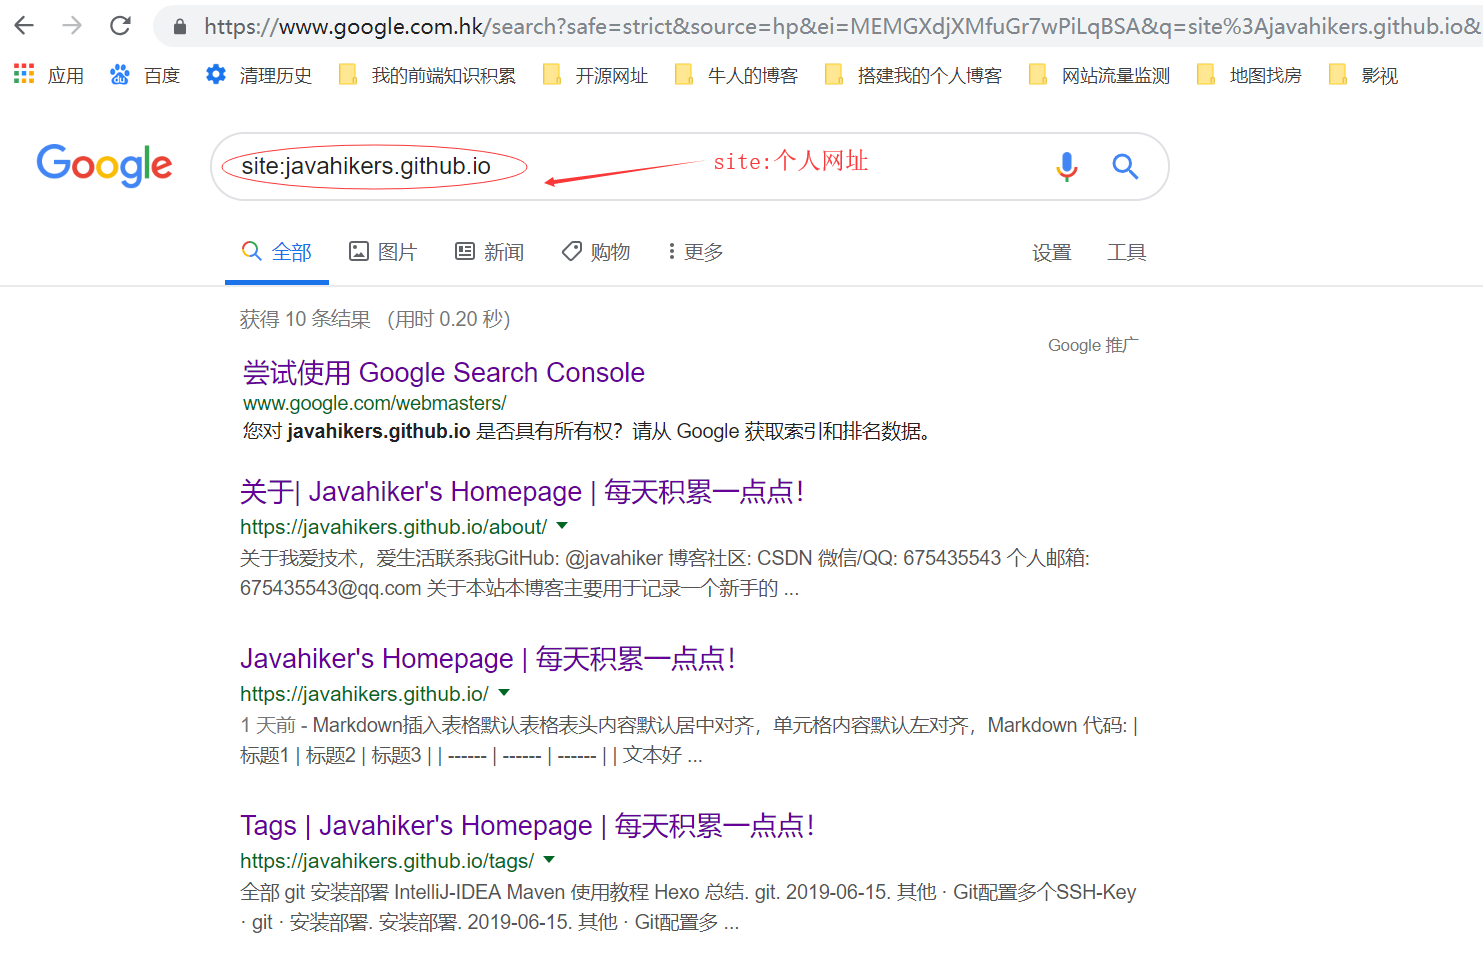 https://www.google.com.hk/search?safe=strict&source=hp&ei=MEMGXdjXMfuGr7wPiLqBSA&q=site%3Ajavahikers.github.io&
应用 百度 清理历史 我的前端知识积累 开源网址 牛人的博客 搭建我的个人博客 网站流量监测 地图找房 影视
Google site:javahikers.github.io site:个人网址
全部 图片 新闻 购物 更多 设置 工具
获得 10 条结果 （用时 0.20 秒）
Google 推广
尝试使用 Google Search Console
www.google.com/webmasters/
您对 javahikers.github.io 是否具有所有权？请从 Google 获取索引和排名数据。
关于| Javahiker's Homepage | 每天积累一点点！
https://javahikers.github.io/about/
关于我爱技术，爱生活联系我GitHub: @javahiker 博客社区: CSDN 微信/QQ: 675435543 个人邮箱:
675435543@qq.com 关于本站本博客主要用于记录一个新手的 ...
Javahiker's Homepage | 每天积累一点点！
https://javahikers.github.io/
1 天前 - Markdown插入表格默认表格表头内容默认居中对齐，单元格内容默认左对齐，Markdown 代码: |
标题1 | 标题2 | 标题3 | | ------ | ------ | ------ | | 文本好 ...
Tags | Javahiker's Homepage | 每天积累一点点！
https://javahikers.github.io/tags/
全部 git 安装部署 IntelliJ-IDEA Maven 使用教程 Hexo 总结. git. 2019-06-15. 其他 · Git配置多个SSH-Key
· git · 安装部署. 安装部署. 2019-06-15. 其他 · Git配置多 ...